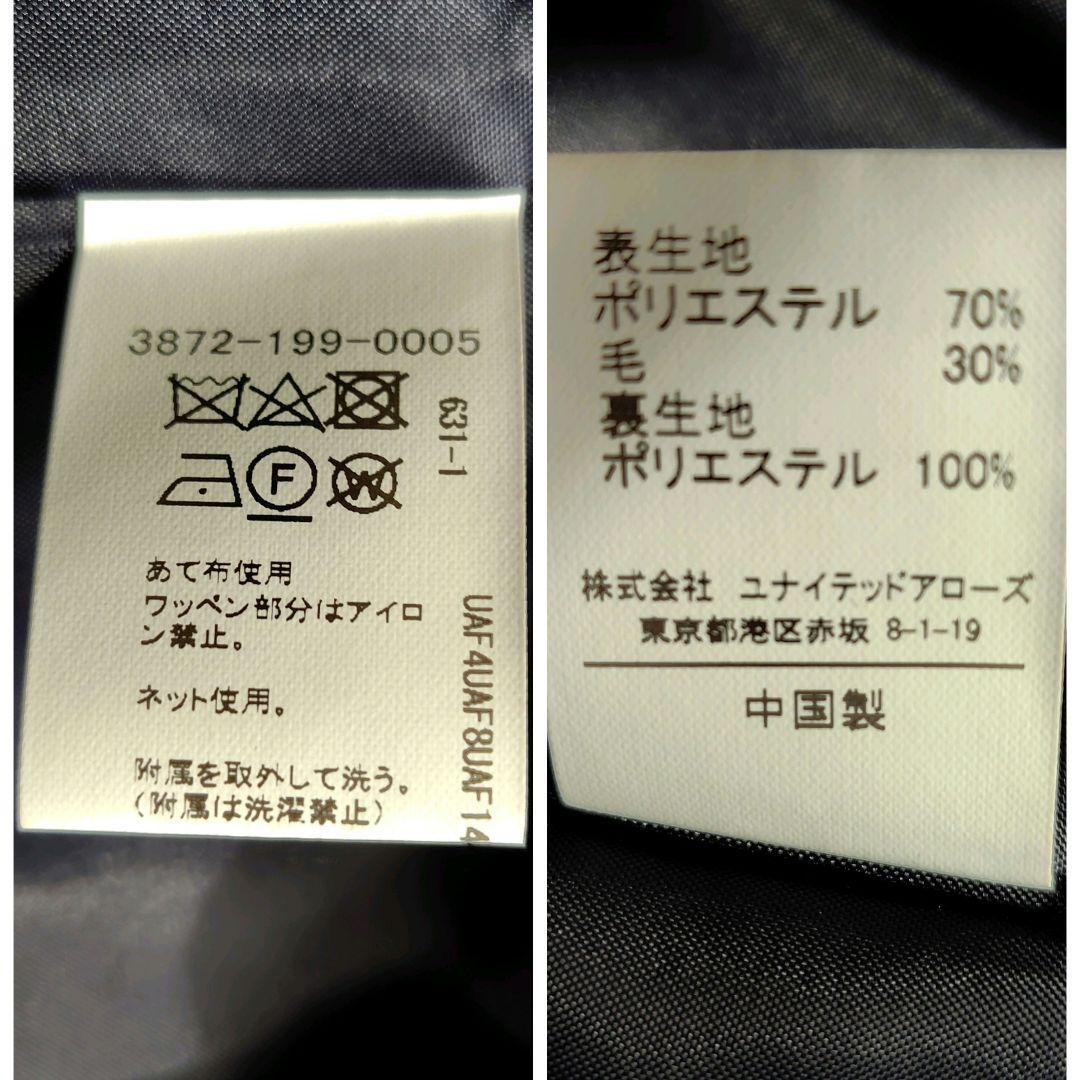 3872-199-0005
631-1
F
W
あて布使用
ワッペン部分はアイロ
ン禁止。
ネット使用。
附属を取外して洗う。
(附属は洗濯禁止)
UAF4UAF8UAF14
表生地
ポリエステル 70%
毛 30%
裏生地
ポリエステル 100%
株式会社 ユナイテッドアローズ
東京都港区赤坂 8-1-19
中国製